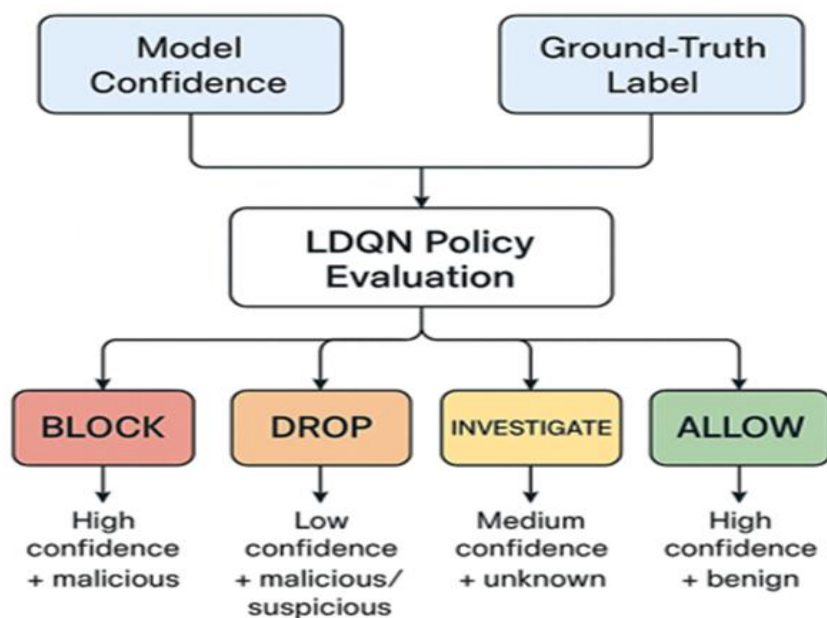 Model
Confidence
Ground-Truth
Label
LDQN Policy
Evaluation
BLOCK
DROP
INVESTIGATE
ALLOW
High
confidence
+ malicious
Low
confidence
+ malicious/
suspicious
Medium
confidence
+ unknown
High
confidence
+ benign